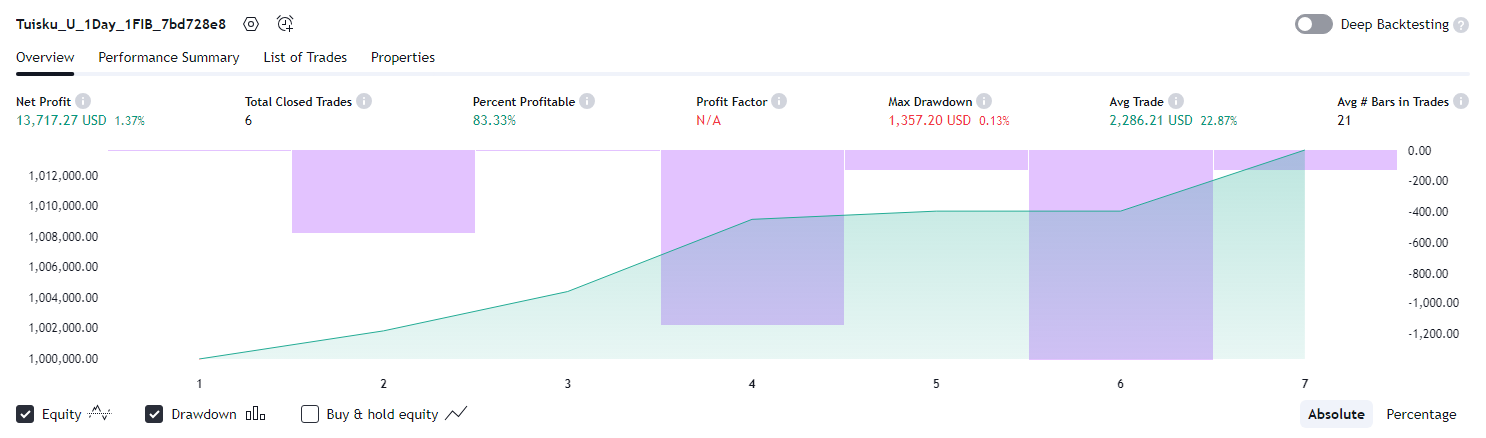 Tuisku_U_1Day_1FIB_7bd728e8
Deep Backtesting
Overview Performance Summary List of Trades Properties
Net Profit Total Closed Trades Percent Profitable Profit Factor Max Drawdown Avg Trade Avg # Bars in Trades
13,717.27 USD 1.37% 6 83.33% N/A 1,357.20 USD 0.13% 2,286.21 USD 22.87% 21
0.00
1,012,000.00 -200.00
1,010,000.00 -400.00
1,008,000.00 -600.00
1,006,000.00 -800.00
1,004,000.00 -1,000.00
1,002,000.00 -1,200.00
1,000,000.00
1 2 3 4 5 6 7
Equity Drawdown Buy & hold equity Absolute Percentage